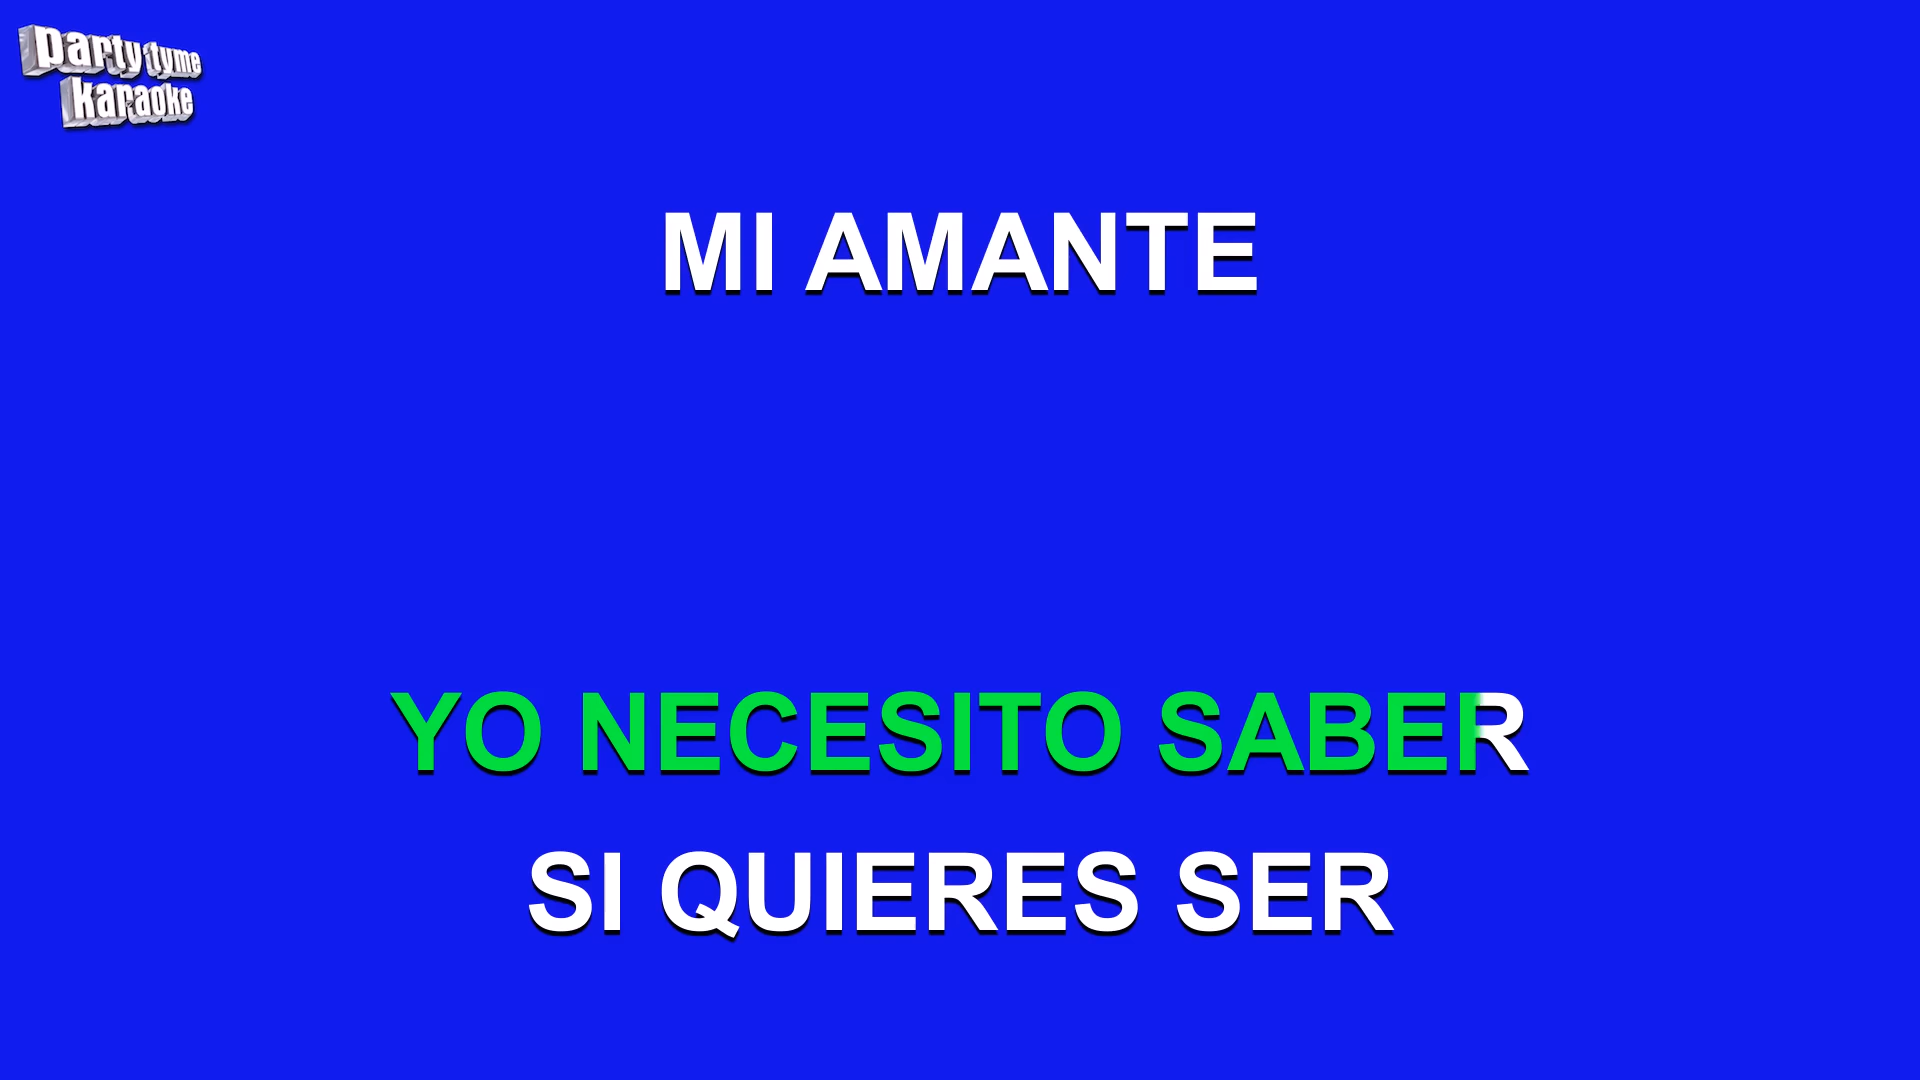 party tyme
karaoke
MI AMANTE
YO NECESITO SABER
SI QUIERES SER